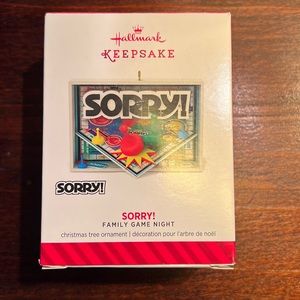 Hallmark
KEEPSAKE
SORRY!
SORRY!
SORRY!
FAMILY GAME NIGHT
christmas tree ornament | décoration pour l'arbre de noël